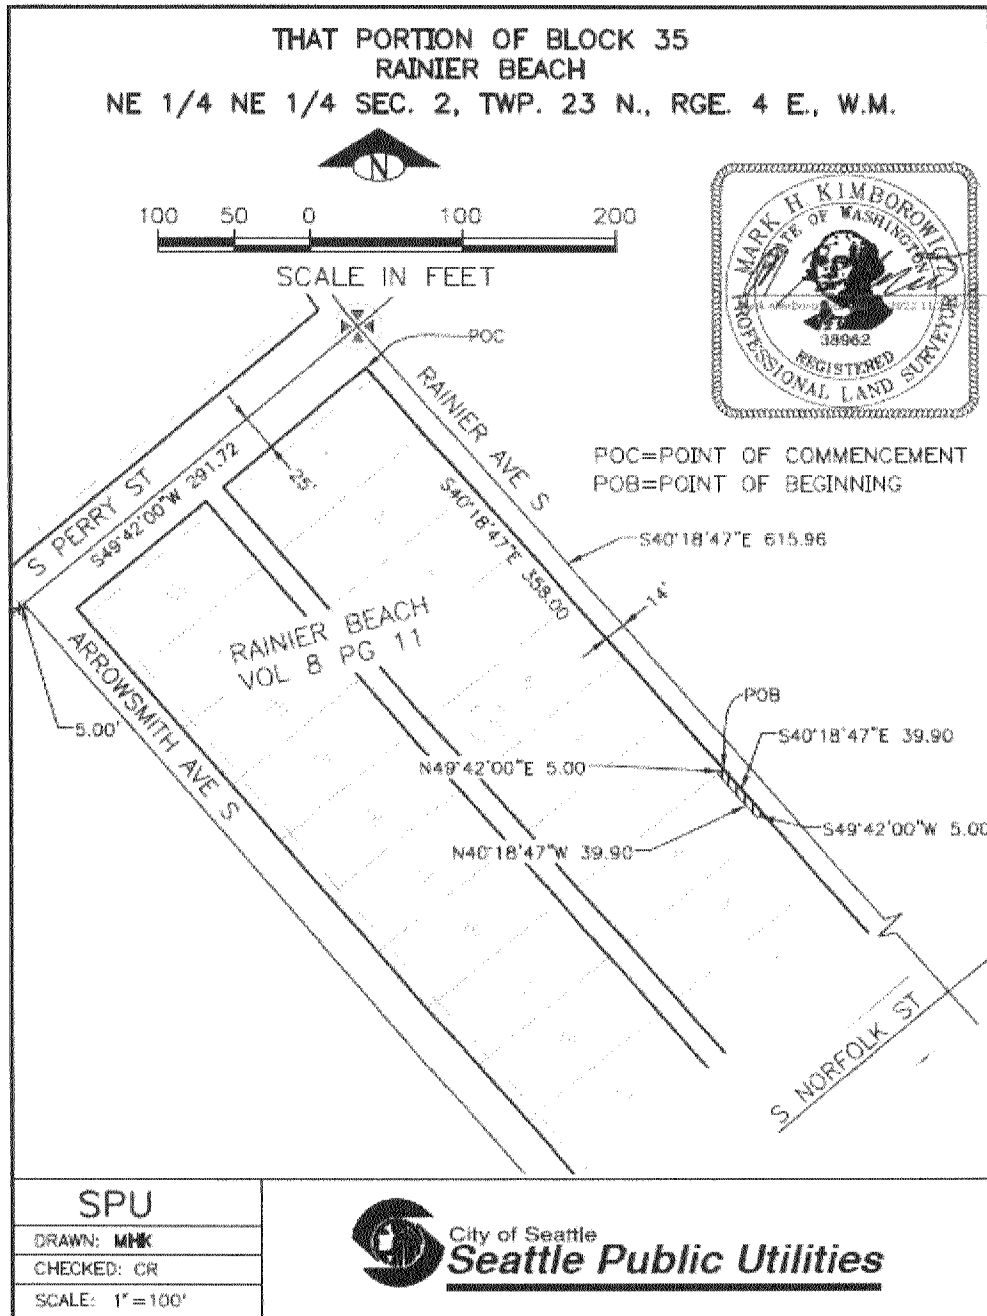 THAT PORTION OF BLOCK 35
RAINIER BEACH
NE 1/4 NE 1/4 SEC. 2, TWP. 23 N., RGE. 4 E., W.M.
N
100 50 0 100 200
SCALE IN FEET
MARK H KIMBOROWICZ
STATE OF WASHINGTON
38962
REGISTERED
PROFESSIONAL LAND SURVEYOR
POC
RAINIER AVE S
POC=POINT OF COMMENCEMENT
POB=POINT OF BEGINNING
25'
S PERRY ST
S49°42'00"W 291.72
S40°18'47"E 358.00
S40°18'47"E 615.96
14'
RAINIER BEACH
VOL 8 PG 11
ARROWSMITH AVE S
5.00'
POB
S40°18'47"E 39.90
N49°42'00"E 5.00
S49°42'00"W 5.00
N40°18'47"W 39.90
S NORFOLK ST
SPU
DRAWN: MHK
CHECKED: CR
SCALE: 1"=100'
City of Seattle
Seattle Public Utilities